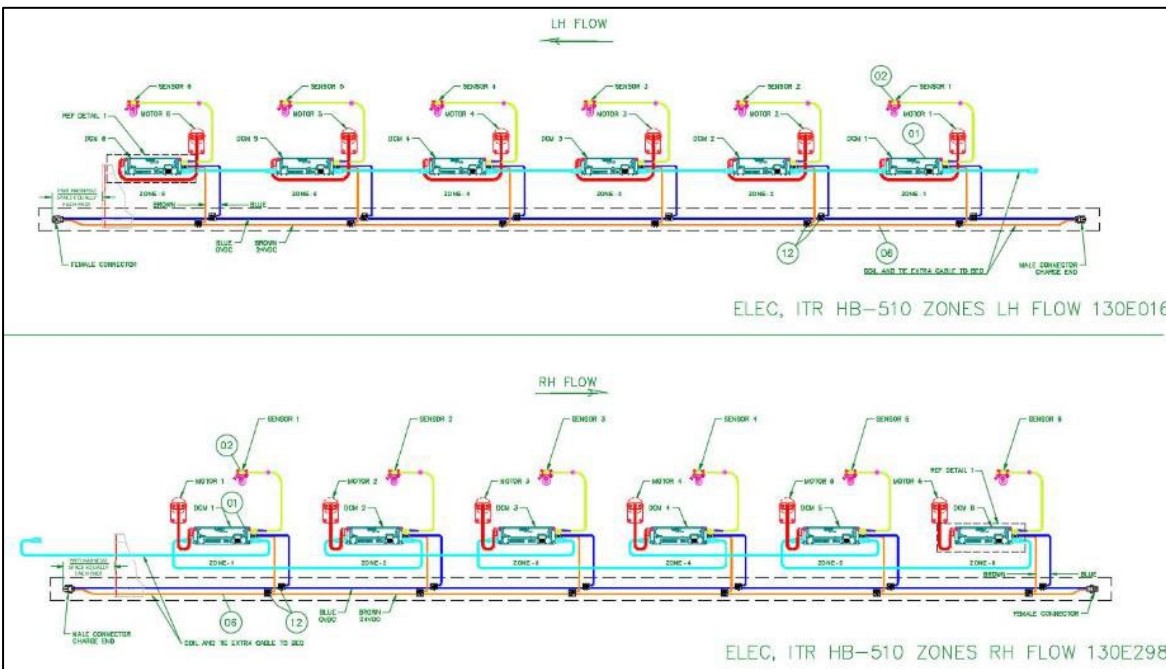 LH FLOW
SENSOR 6
SENSOR 5
SENSOR 4
SENSOR 3
SENSOR 2
02
SENSOR 1
REF DETAIL 1
MOTOR 6
MOTOR 5
MOTOR 4
MOTOR 3
MOTOR 2
MOTOR 1
DCM 6
DCM 5
DCM 4
DCM 3
DCM 2
DCM 1
01
ZONE-4
ZONE-3
ZONE-2
ZONE-1
BROWN
BLUE
BLUE
0VDC
BROWN
24VDC
12
06
FEMALE CONNECTOR
COIL AND TIE EXTRA CABLE TO BED
MALE CONNECTOR
CHARGE END
ELEC, ITR HB-510 ZONES LH FLOW 130E016
RH FLOW
SENSOR 1
SENSOR 2
SENSOR 3
SENSOR 4
SENSOR 5
SENSOR 6
02
REF DETAIL 1
MOTOR 1
MOTOR 2
MOTOR 3
MOTOR 4
MOTOR 6
DCM 1
01
DCM 2
DCM 3
DCM 4
DCM 5
ZONE-1
ZONE-2
ZONE-4
BROWN
BLUE
06
12
BLUE
0VDC
BROWN
24VDC
MALE CONNECTOR
CHARGE END
COIL AND TIE EXTRA CABLE TO BED
FEMALE CONNECTOR
ELEC, ITR HB-510 ZONES RH FLOW 130E298